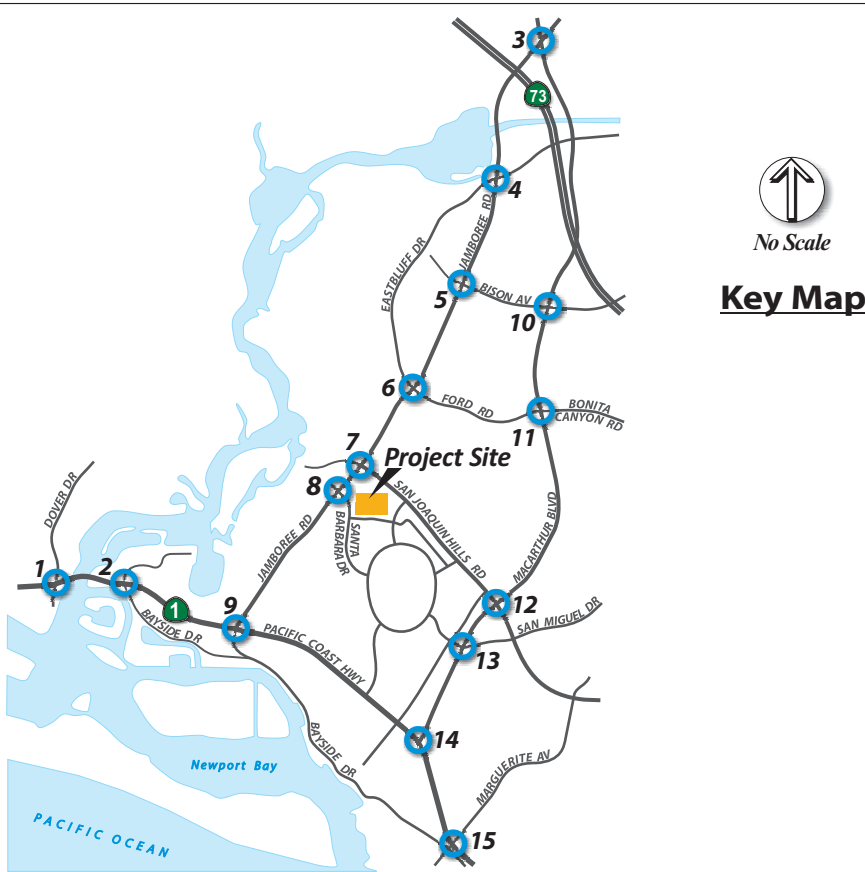 3
73
4
No Scale
Key Map
EASTBLUFF DR
JAMBOREE RD
5
BISON AV
10
6
FORD RD
BONITA
CANYON RD
11
7
Project Site
8
SAN JOAQUIN HILLS RD
SANTA
BARBARA DR
JAMBOREE RD
MACARTHUR BLVD
DOVER DR
1
2
1
9
BAYSIDE DR
PACIFIC COAST HWY
12
SAN MIGUEL DR
13
14
BAYSIDE DR
MARGUERITE AV
Newport Bay
PACIFIC OCEAN
15